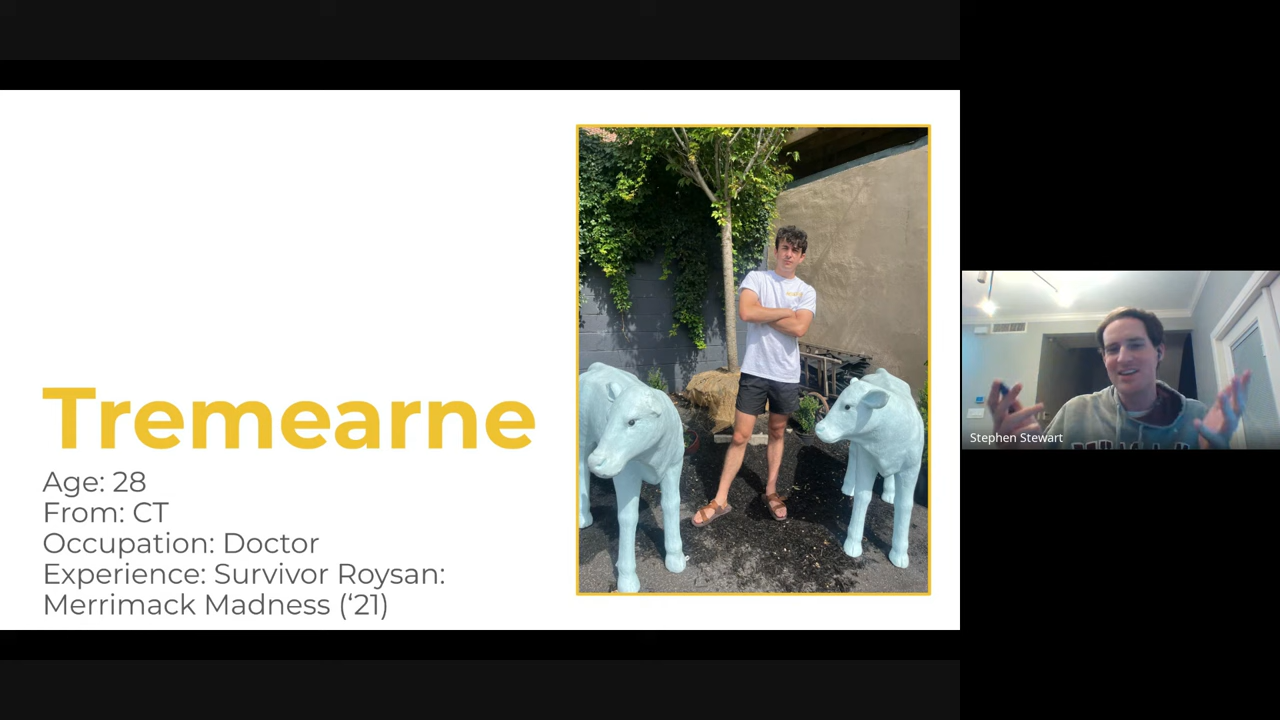 Tremearne
Age: 28
From: CT
Occupation: Doctor
Experience: Survivor Roysan:
Merrimack Madness (‘21)
Stephen Stewart